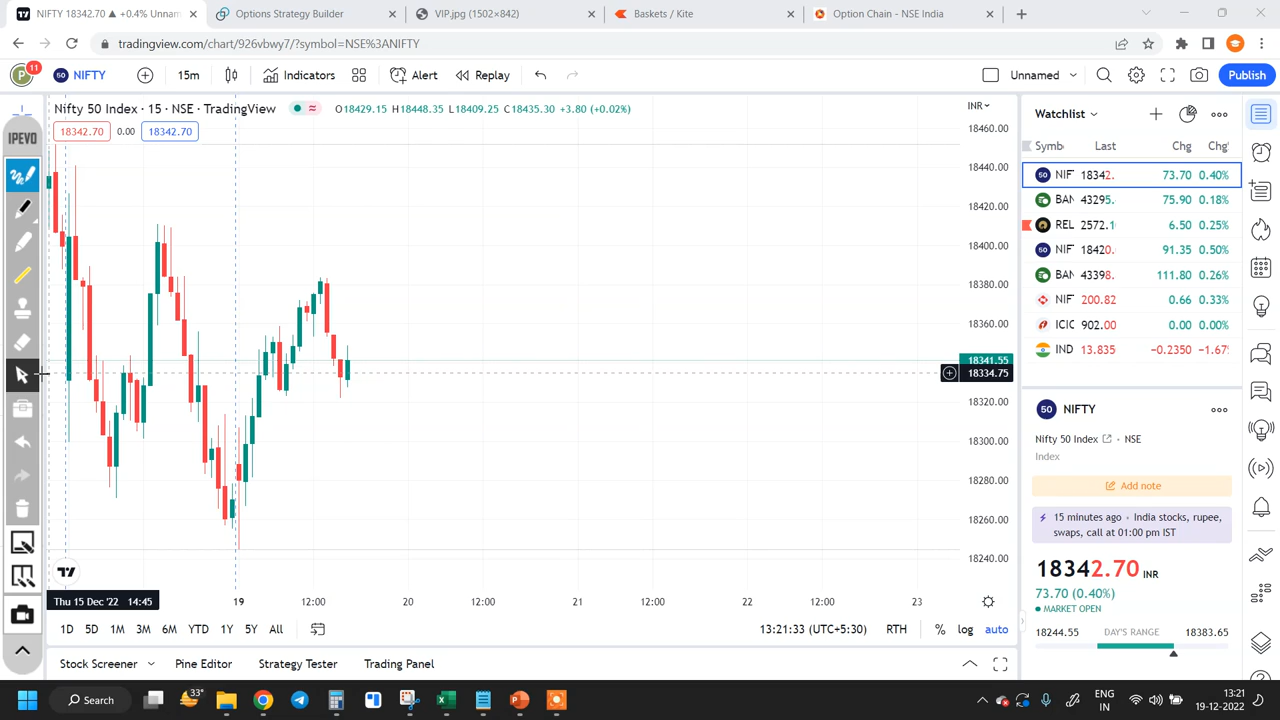 NIFTY 18342.70 ▲ +0.4% Unnam
Options Strategy Builder
VIP.jpg (1502×842)
Baskets / Kite
Option Chain - NSE India
tradingview.com/chart/926vbwy7/?symbol=NSE%3ANIFTY
P 11
50 NIFTY
15m
Indicators
Alert
Replay
Unnamed
Publish
IPEVO
Nifty 50 Index · 15 · NSE · TradingView
O18429.15 H18448.35 L18409.25 C18435.30 +3.80 (+0.02%)
18342.70 0.00 18342.70
INR
18460.00
18440.00
18420.00
18400.00
18380.00
18360.00
18341.55
18334.75
18320.00
18300.00
18280.00
18260.00
18240.00
Thu 15 Dec '22 14:45
19 12:00 20 12:00 21 12:00 22 12:00 23
1D 5D 1M 3M 6M YTD 1Y 5Y All
13:21:33 (UTC+5:30) RTH % log auto
Stock Screener Pine Editor Strategy Tester Trading Panel
Watchlist
Symb Last Chg Chg
50 NIF 18342. 73.70 0.40%
BAN 43295. 75.90 0.18%
REL 2572.1 6.50 0.25%
50 NIF 18420. 91.35 0.50%
BAN 43398. 111.80 0.26%
NIF 200.82 0.66 0.33%
ICIC 902.00 0.00 0.00%
IND 13.835 −0.2350 −1.67
50 NIFTY
Nifty 50 Index · NSE
Index
Add note
15 minutes ago · India stocks, rupee,
swaps, call at 01:00 pm IST
18342.70 INR
73.70 (0.40%)
MARKET OPEN
18244.55 DAY'S RANGE 18383.65
Search
33°
ENG
IN
13:21
19-12-2022